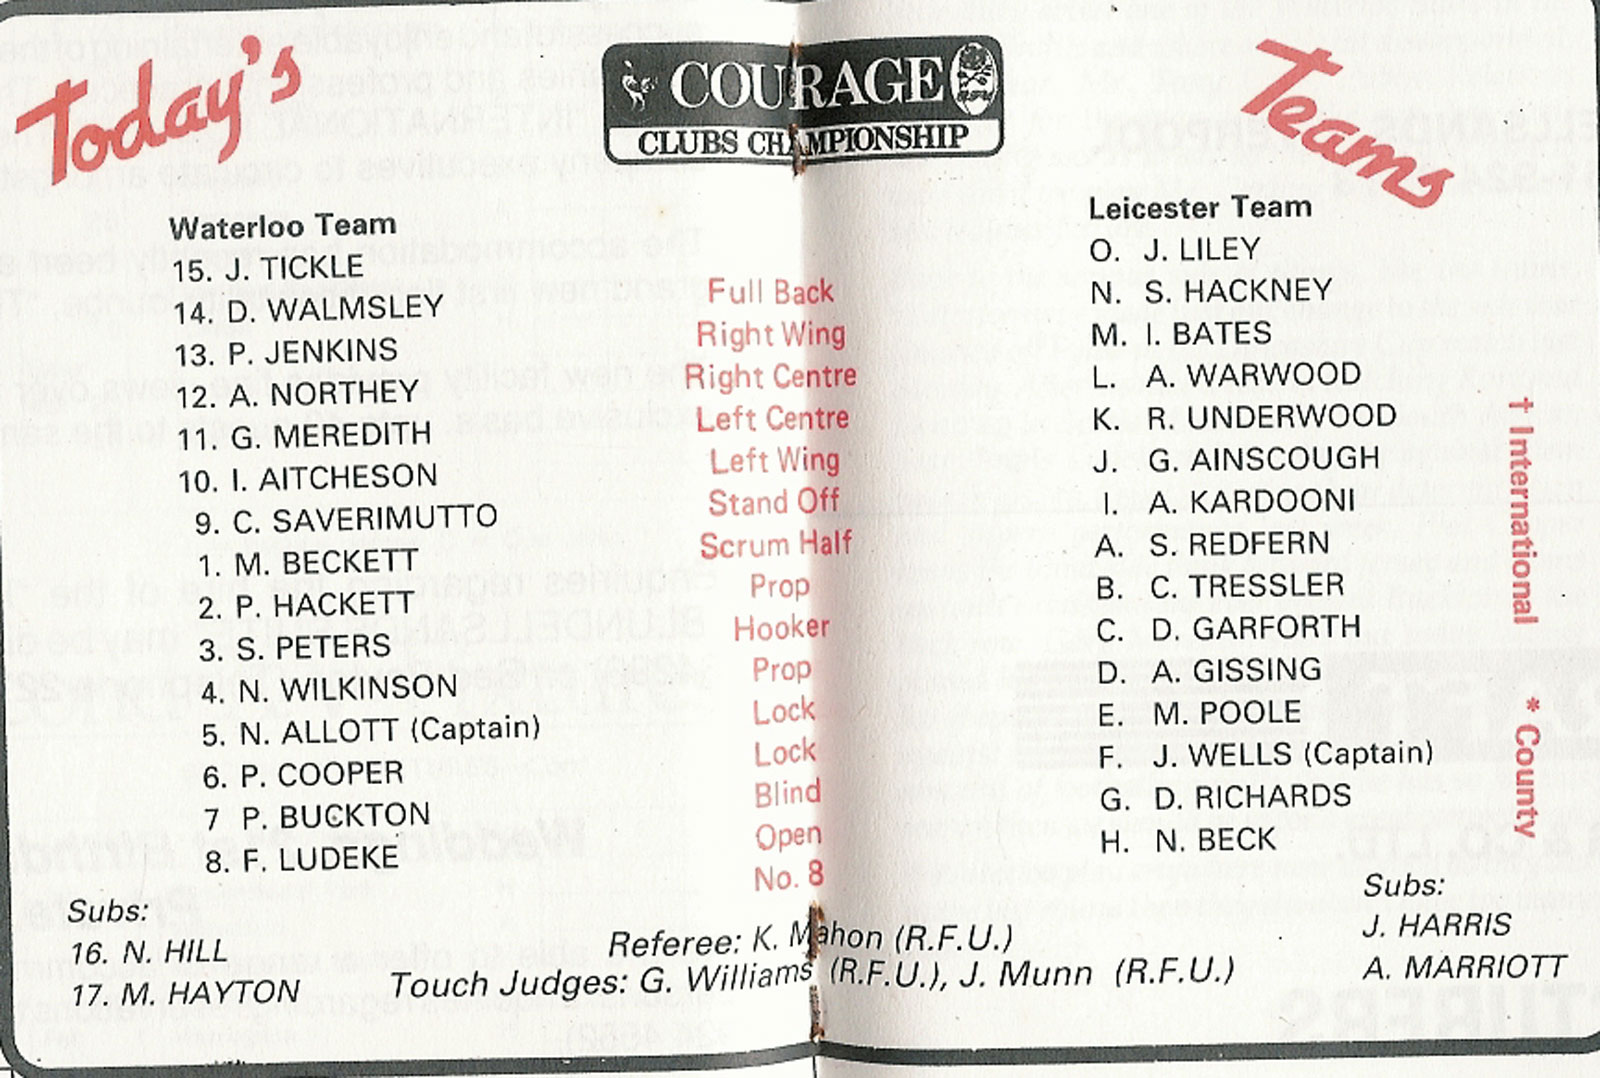 Today's
COURAGE
CLUBS CHAMPIONSHIP
Teams
Waterloo Team
15. J. TICKLE
14. D. WALMSLEY
13. P. JENKINS
12. A. NORTHEY
11. G. MEREDITH
10. I. AITCHESON
9. C. SAVERIMUTTO
1. M. BECKETT
2. P. HACKETT
3. S. PETERS
4. N. WILKINSON
5. N. ALLOTT (Captain)
6. P. COOPER
7 P. BUCKTON
8. F. LUDEKE
Subs:
16. N. HILL
17. M. HAYTON
Full Back
Right Wing
Right Centre
Left Centre
Left Wing
Stand Off
Scrum Half
Prop
Hooker
Prop
Lock
Lock
Blind
Open
No. 8
Leicester Team
O. J. LILEY
N. S. HACKNEY
M. I. BATES
L. A. WARWOOD
K. R. UNDERWOOD
J. G. AINSCOUGH
I. A. KARDOONI
A. S. REDFERN
B. C. TRESSLER
C. D. GARFORTH
D. A. GISSING
E. M. POOLE
F. J. WELLS (Captain)
G. D. RICHARDS
H. N. BECK
Subs:
J. HARRIS
A. MARRIOTT
† International * County
Referee: K. Mahon (R.F.U.)
Touch Judges: G. Williams (R.F.U.), J. Munn (R.F.U.)